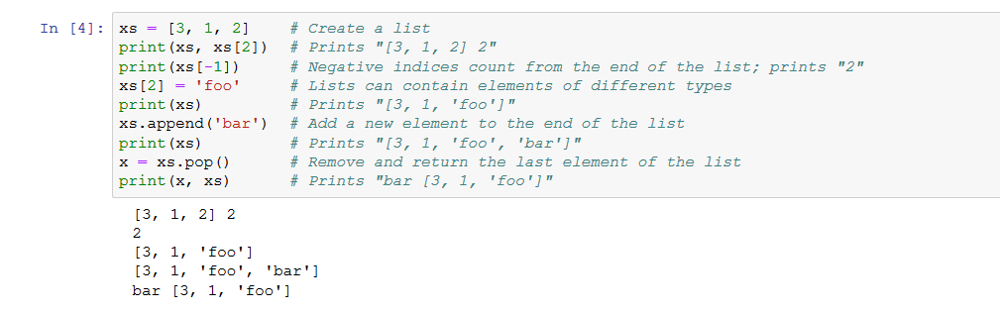 In [4]: xs = [3, 1, 2]    # Create a list
print(xs, xs[2])  # Prints "[3, 1, 2] 2"
print(xs[-1])     # Negative indices count from the end of the list; prints "2"
xs[2] = 'foo'     # Lists can contain elements of different types
print(xs)         # Prints "[3, 1, 'foo']"
xs.append('bar')  # Add a new element to the end of the list
print(xs)         # Prints "[3, 1, 'foo', 'bar']"
x = xs.pop()      # Remove and return the last element of the list
print(x, xs)      # Prints "bar [3, 1, 'foo']"
[3, 1, 2] 2
2
[3, 1, 'foo']
[3, 1, 'foo', 'bar']
bar [3, 1, 'foo']